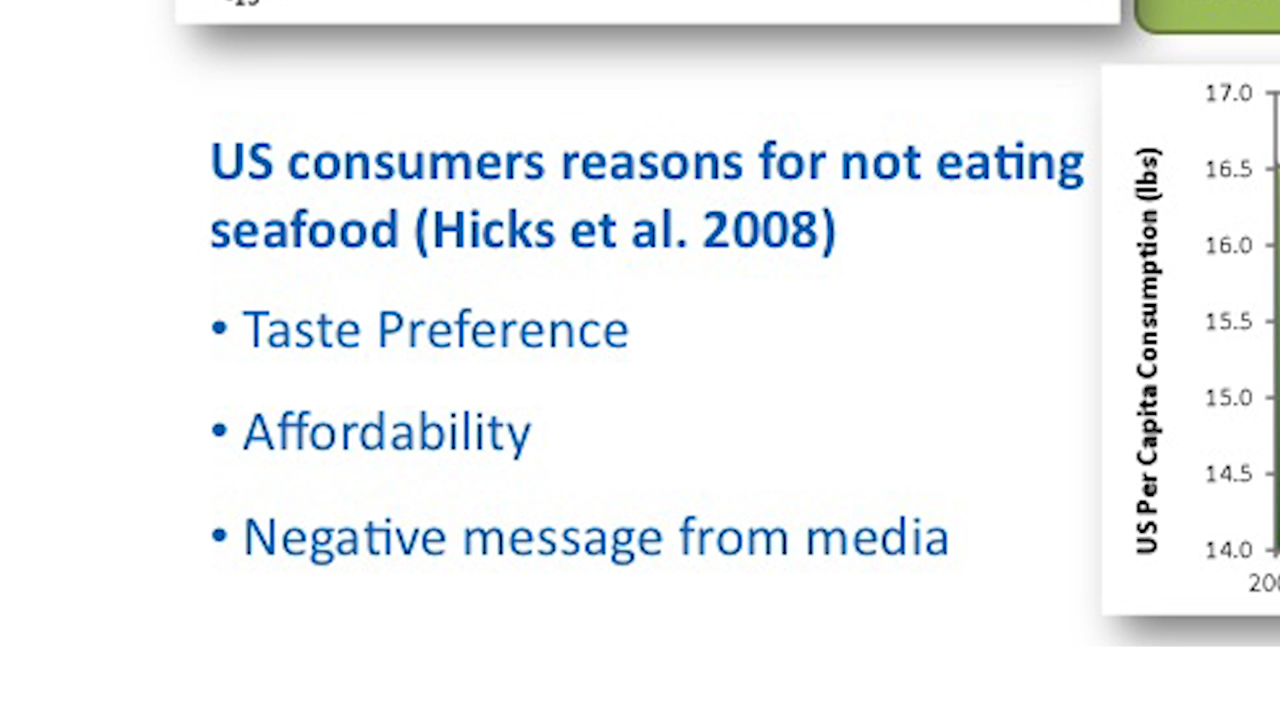 US consumers reasons for not eating
seafood (Hicks et al. 2008)
• Taste Preference
• Affordability
• Negative message from media
US Per Capita Consumption (lbs)
17.0
16.5
16.0
15.5
15.0
14.5
14.0